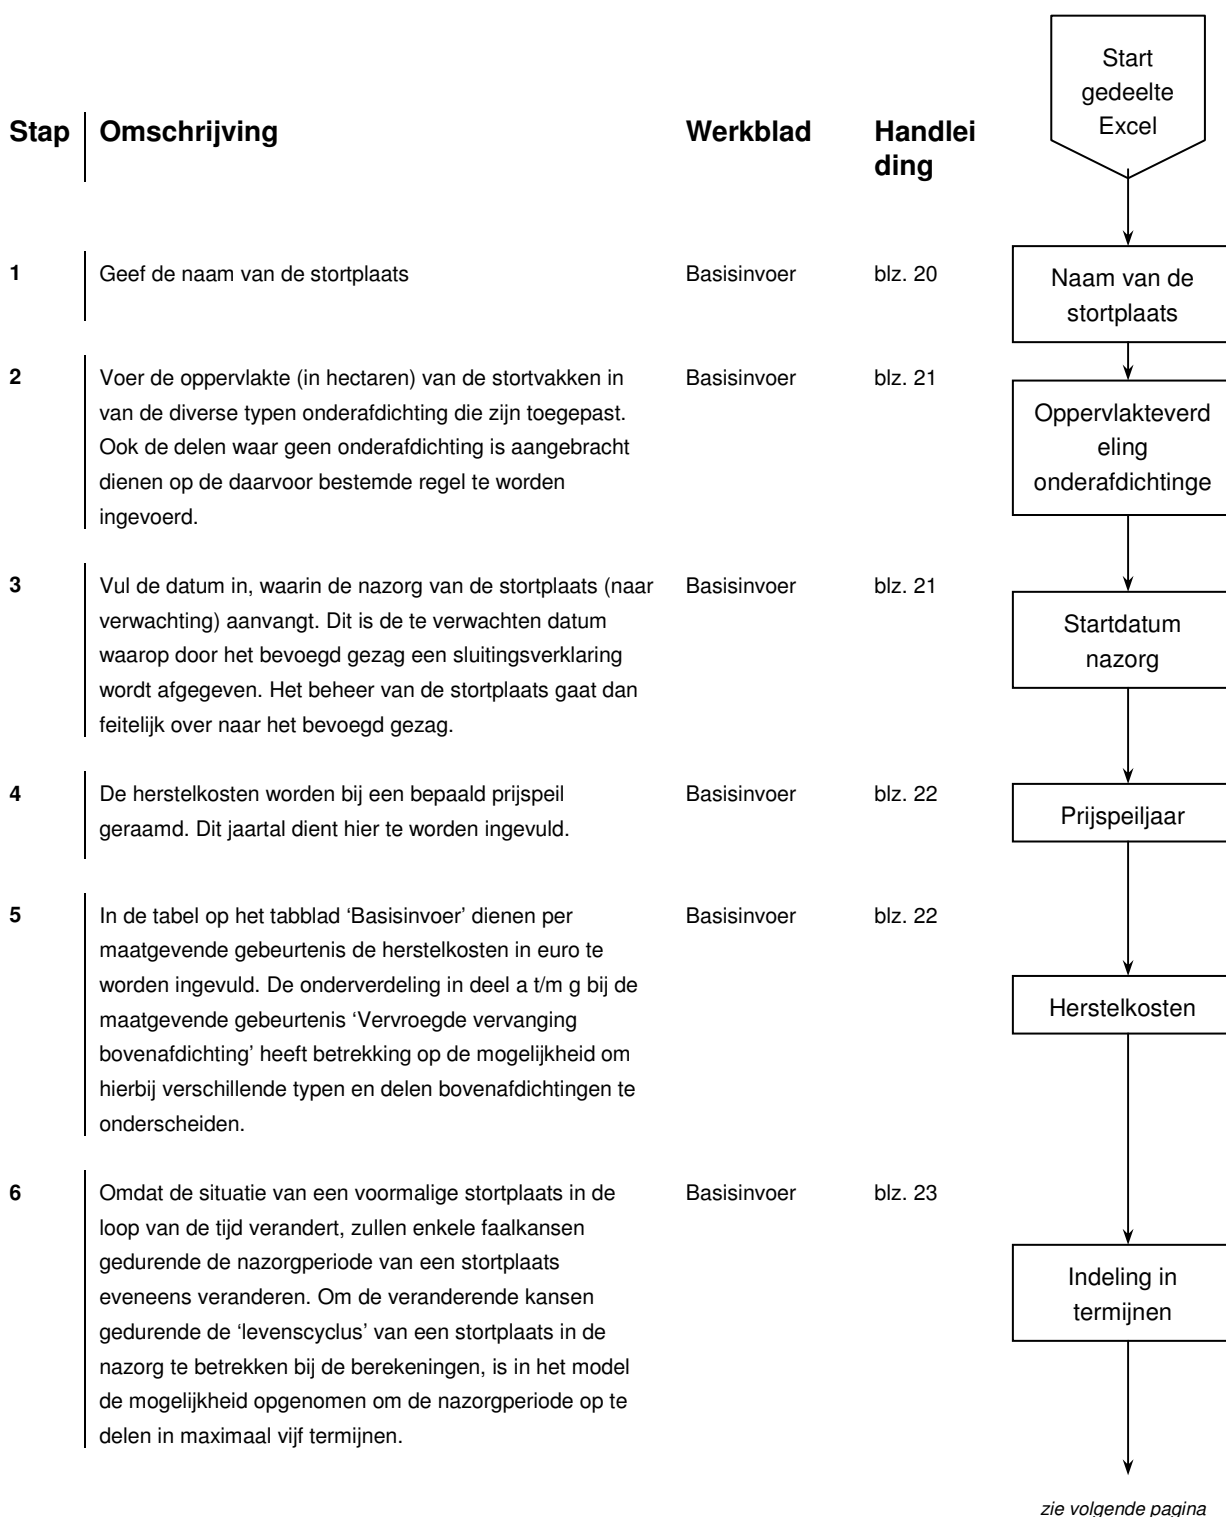 Start
gedeelte
Excel
Stap Omschrijving Werkblad Handlei
ding
1 Geef de naam van de stortplaats Basisinvoer blz. 20
Naam van de
stortplaats
2 Voer de oppervlakte (in hectaren) van de stortvakken in Basisinvoer blz. 21
van de diverse typen onderafdichting die zijn toegepast.
Ook de delen waar geen onderafdichting is aangebracht
dienen op de daarvoor bestemde regel te worden
ingevoerd.
Oppervlakteverd
eling
onderafdichtinge
3 Vul de datum in, waarin de nazorg van de stortplaats (naar Basisinvoer blz. 21
verwachting) aanvangt. Dit is de te verwachten datum
waarop door het bevoegd gezag een sluitingsverklaring
wordt afgegeven. Het beheer van de stortplaats gaat dan
feitelijk over naar het bevoegd gezag.
Startdatum
nazorg
4 De herstelkosten worden bij een bepaald prijspeil Basisinvoer blz. 22
geraamd. Dit jaartal dient hier te worden ingevuld.
Prijspeiljaar
5 In de tabel op het tabblad ‘Basisinvoer’ dienen per Basisinvoer blz. 22
maatgevende gebeurtenis de herstelkosten in euro te
worden ingevuld. De onderverdeling in deel a t/m g bij de
maatgevende gebeurtenis ‘Vervroegde vervanging
bovenafdichting’ heeft betrekking op de mogelijkheid om
hierbij verschillende typen en delen bovenafdichtingen te
onderscheiden.
Herstelkosten
6 Omdat de situatie van een voormalige stortplaats in de Basisinvoer blz. 23
loop van de tijd verandert, zullen enkele faalkansen
gedurende de nazorgperiode van een stortplaats
eveneens veranderen. Om de veranderende kansen
gedurende de ‘levenscyclus’ van een stortplaats in de
nazorg te betrekken bij de berekeningen, is in het model
de mogelijkheid opgenomen om de nazorgperiode op te
delen in maximaal vijf termijnen.
Indeling in
termijnen
zie volgende pagina